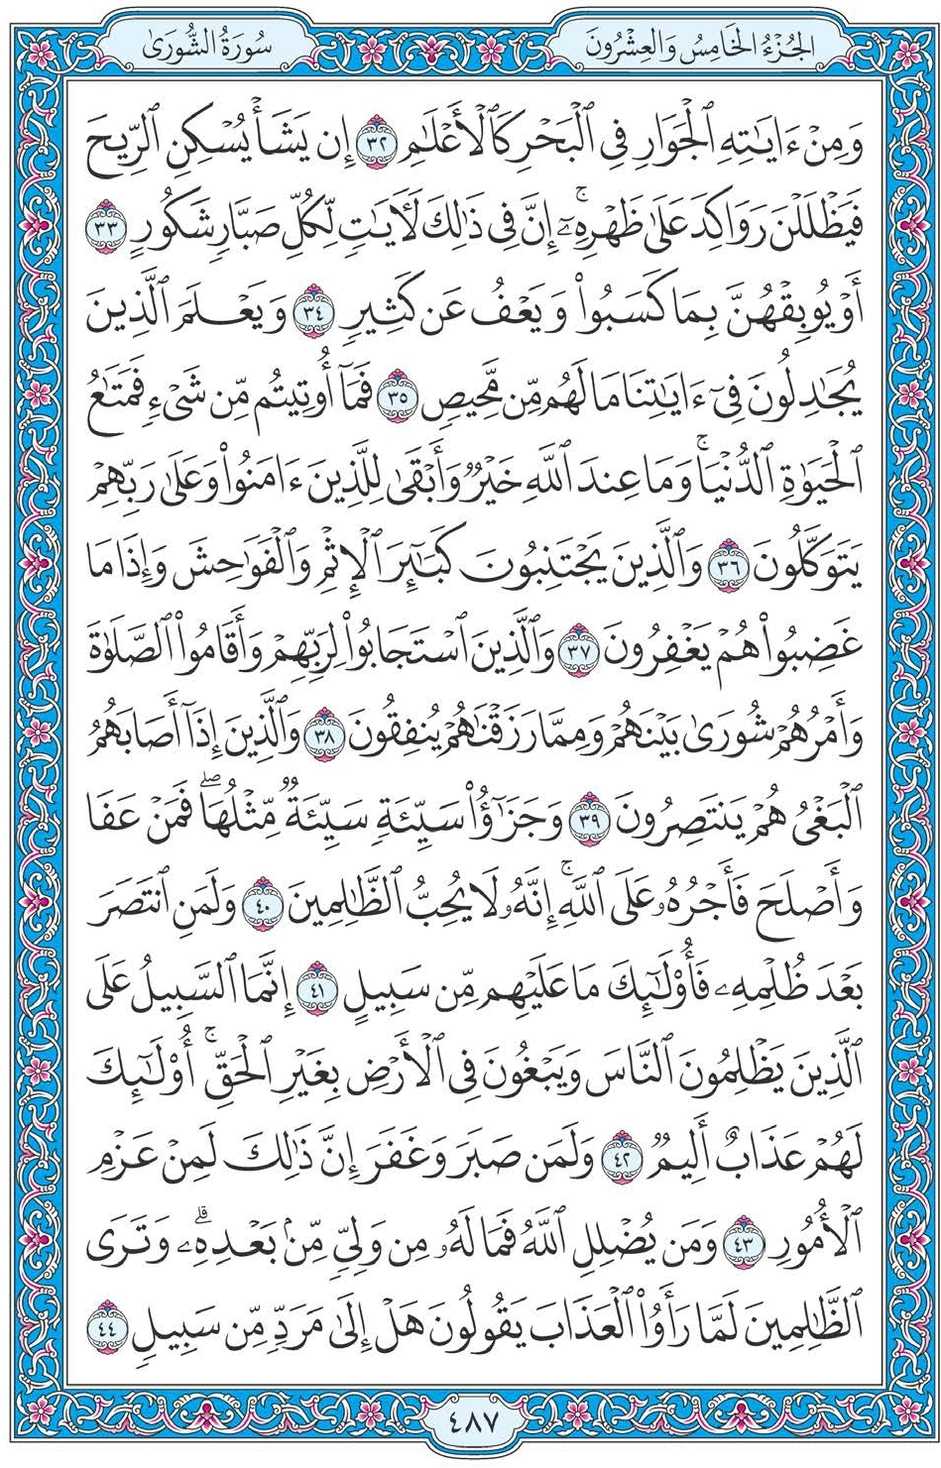 سُورَةُ الشُّورَىٰ
الجُزْءُ الخَامِسُ وَالعِشْرُونَ
وَمِنْ ءَايَـٰتِهِ ٱلْجَوَارِ فِى ٱلْبَحْرِ كَٱلْأَعْلَـٰمِ ٣٢ إِن يَشَأْ يُسْكِنِ ٱلرِّيحَ
فَيَظْلَلْنَ رَوَاكِدَ عَلَىٰ ظَهْرِهِۦٓ ۚ إِنَّ فِى ذَٰلِكَ لَـَٔايَـٰتٍ لِّكُلِّ صَبَّارٍ شَكُورٍ ٣٣
أَوْ يُوبِقْهُنَّ بِمَا كَسَبُوا۟ وَيَعْفُ عَن كَثِيرٍ ٣٤ وَيَعْلَمَ ٱلَّذِينَ
يُجَـٰدِلُونَ فِىٓ ءَايَـٰتِنَا مَا لَهُم مِّن مَّحِيصٍ ٣٥ فَمَآ أُوتِيتُم مِّن شَىْءٍ فَمَتَـٰعُ
ٱلْحَيَوٰةِ ٱلدُّنْيَا ۖ وَمَا عِندَ ٱللَّهِ خَيْرٌ وَأَبْقَىٰ لِلَّذِينَ ءَامَنُوا۟ وَعَلَىٰ رَبِّهِمْ
يَتَوَكَّلُونَ ٣٦ وَٱلَّذِينَ يَجْتَنِبُونَ كَبَـٰٓئِرَ ٱلْإِثْمِ وَٱلْفَوَٰحِشَ وَإِذَا مَا
غَضِبُوا۟ هُمْ يَغْفِرُونَ ٣٧ وَٱلَّذِينَ ٱسْتَجَابُوا۟ لِرَبِّهِمْ وَأَقَامُوا۟ ٱلصَّلَوٰةَ
وَأَمْرُهُمْ شُورَىٰ بَيْنَهُمْ وَمِمَّا رَزَقْنَـٰهُمْ يُنفِقُونَ ٣٨ وَٱلَّذِينَ إِذَآ أَصَابَهُمُ
ٱلْبَغْىُ هُمْ يَنتَصِرُونَ ٣٩ وَجَزَٰٓؤُا۟ سَيِّئَةٍ سَيِّئَةٌ مِّثْلُهَا ۖ فَمَنْ عَفَا
وَأَصْلَحَ فَأَجْرُهُۥ عَلَى ٱللَّهِ ۚ إِنَّهُۥ لَا يُحِبُّ ٱلظَّـٰلِمِينَ ٤٠ وَلَمَنِ ٱنتَصَرَ
بَعْدَ ظُلْمِهِۦ فَأُو۟لَـٰٓئِكَ مَا عَلَيْهِم مِّن سَبِيلٍ ٤١ إِنَّمَا ٱلسَّبِيلُ عَلَى
ٱلَّذِينَ يَظْلِمُونَ ٱلنَّاسَ وَيَبْغُونَ فِى ٱلْأَرْضِ بِغَيْرِ ٱلْحَقِّ ۚ أُو۟لَـٰٓئِكَ
لَهُمْ عَذَابٌ أَلِيمٌ ٤٢ وَلَمَن صَبَرَ وَغَفَرَ إِنَّ ذَٰلِكَ لَمِنْ عَزْمِ
ٱلْأُمُورِ ٤٣ وَمَن يُضْلِلِ ٱللَّهُ فَمَا لَهُۥ مِن وَلِىٍّ مِّنۢ بَعْدِهِۦ ۗ وَتَرَى
ٱلظَّـٰلِمِينَ لَمَّا رَأَوُا۟ ٱلْعَذَابَ يَقُولُونَ هَلْ إِلَىٰ مَرَدٍّ مِّن سَبِيلٍ ٤٤
٤٨٧